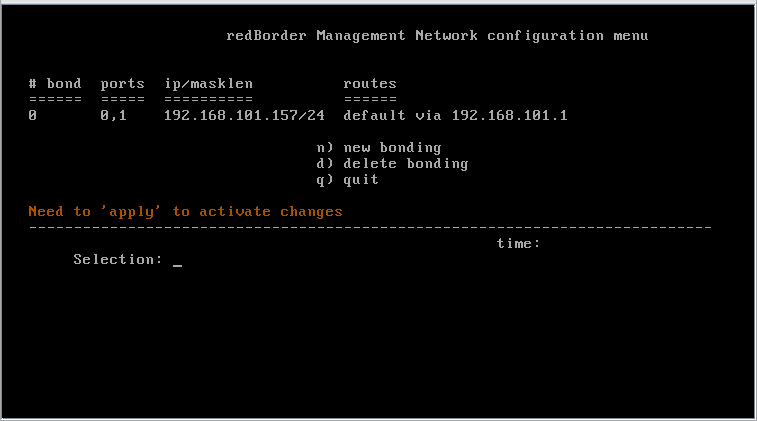 redBorder Management Network configuration menu
# bond  ports  ip/masklen          routes
======  =====  ==========          ======
0       0,1    192.168.101.157/24  default via 192.168.101.1
n) new bonding
d) delete bonding
q) quit
Need to 'apply' to activate changes
----------------------------------------------------------------------------
time:
Selection: _